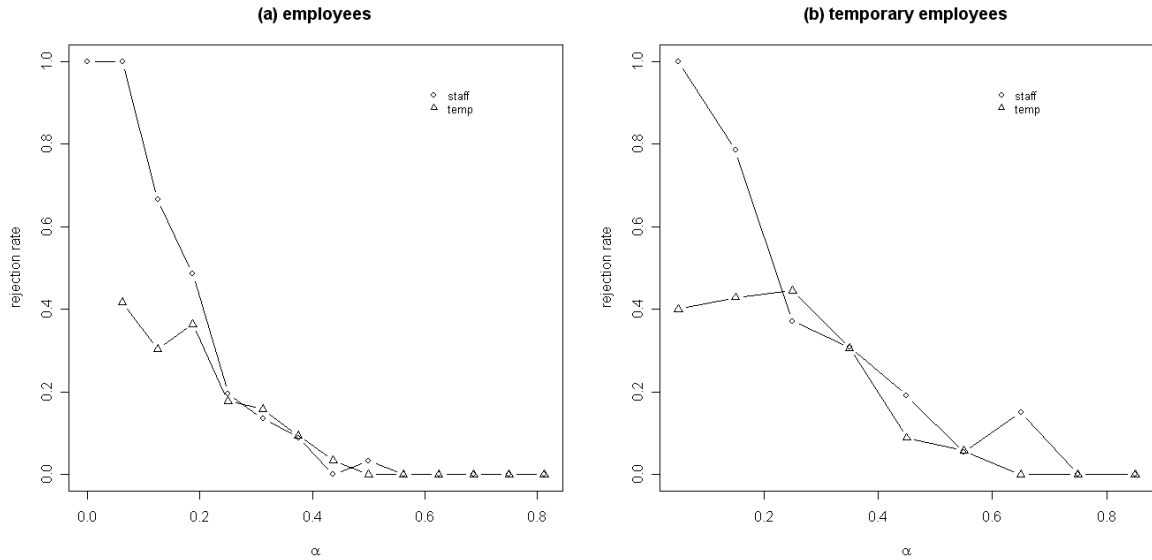 (a) employees
rejection rate
1.0
0.8
0.6
0.4
0.2
0.0
staff
temp
0.0 0.2 0.4 0.6 0.8
α
(b) temporary employees
rejection rate
1.0
0.8
0.6
0.4
0.2
0.0
staff
temp
0.2 0.4 0.6 0.8
α